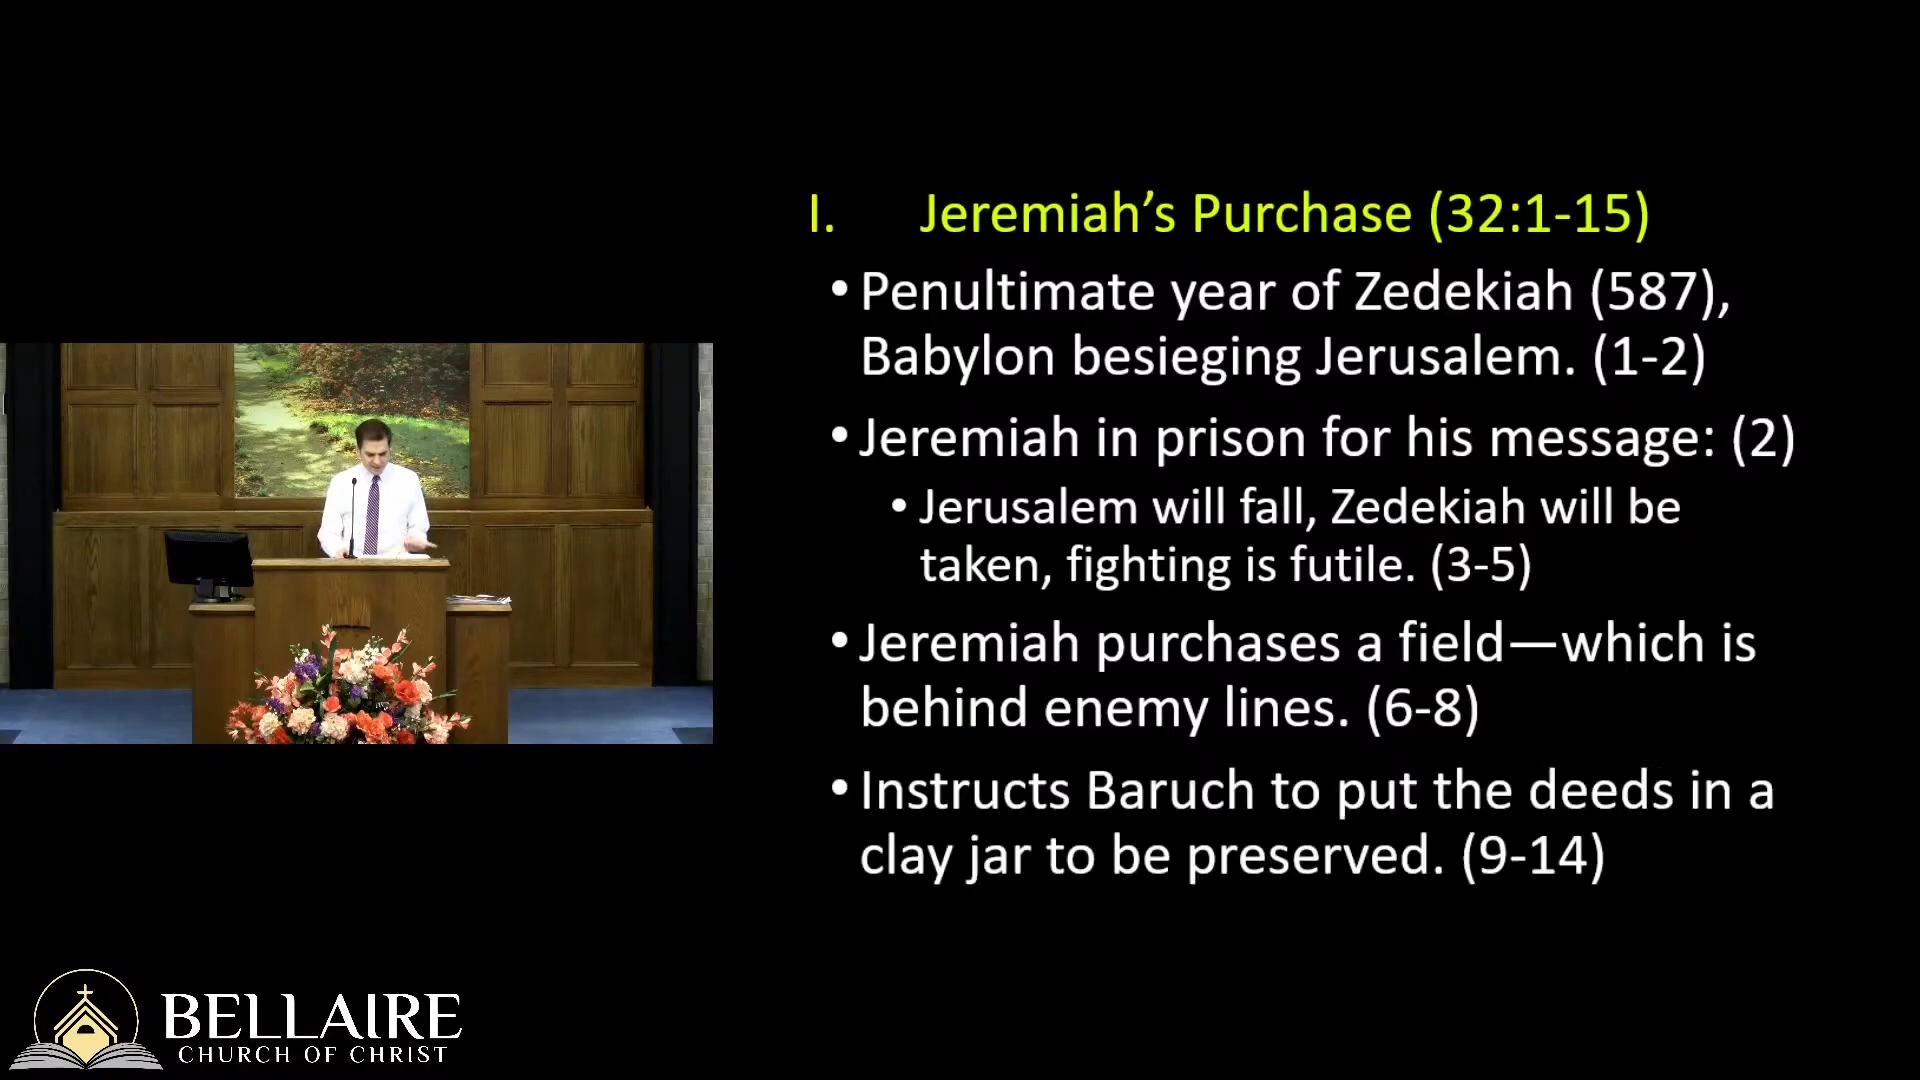 I. Jeremiah’s Purchase (32:1-15)
• Penultimate year of Zedekiah (587),
Babylon besieging Jerusalem. (1-2)
• Jeremiah in prison for his message: (2)
• Jerusalem will fall, Zedekiah will be
taken, fighting is futile. (3-5)
• Jeremiah purchases a field—which is
behind enemy lines. (6-8)
• Instructs Baruch to put the deeds in a
clay jar to be preserved. (9-14)
BELLAIRE
CHURCH OF CHRIST